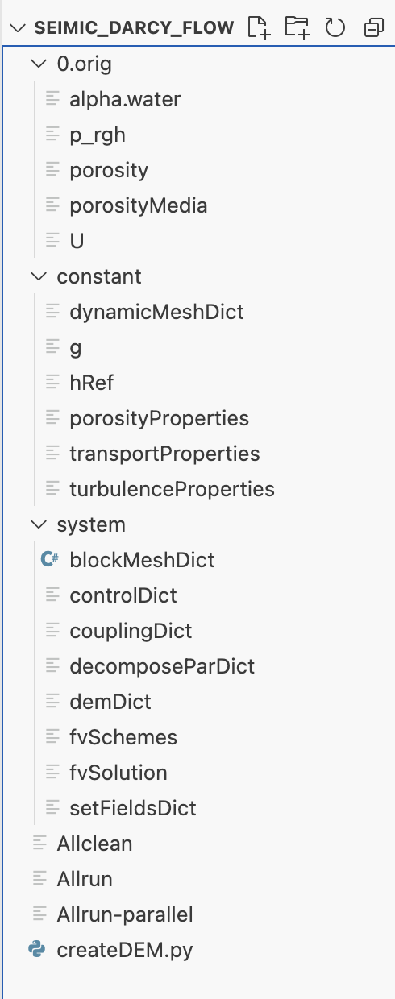 SEIMIC_DARCY_FLOW
0.orig
alpha.water
p_rgh
porosity
porosityMedia
U
constant
dynamicMeshDict
g
hRef
porosityProperties
transportProperties
turbulenceProperties
system
C# blockMeshDict
controlDict
couplingDict
decomposeParDict
demDict
fvSchemes
fvSolution
setFieldsDict
Allclean
Allrun
Allrun-parallel
createDEM.py